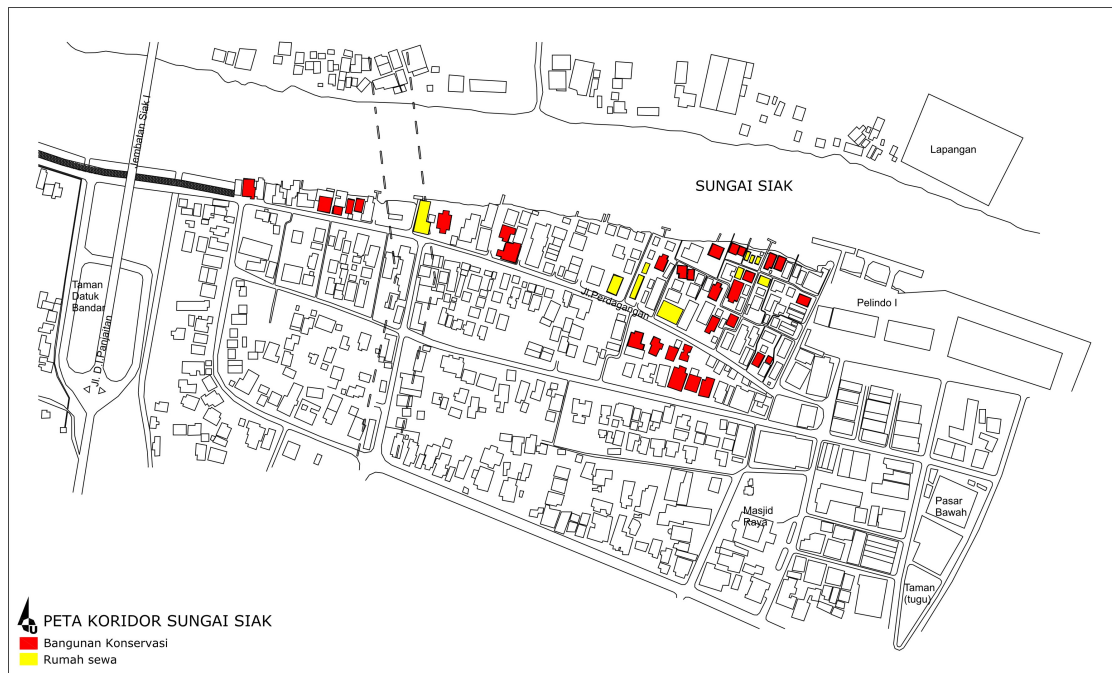 Jembatan Siak I
Lapangan
SUNGAI SIAK
Taman
Datuk
Bandar
Jl. D.I. Panjaitan
Jl.Perdagangan
Pelindo I
Masjid
Raya
Pasar
Bawah
Taman
(tugu)
U
PETA KORIDOR SUNGAI SIAK
Bangunan Konservasi
Rumah sewa